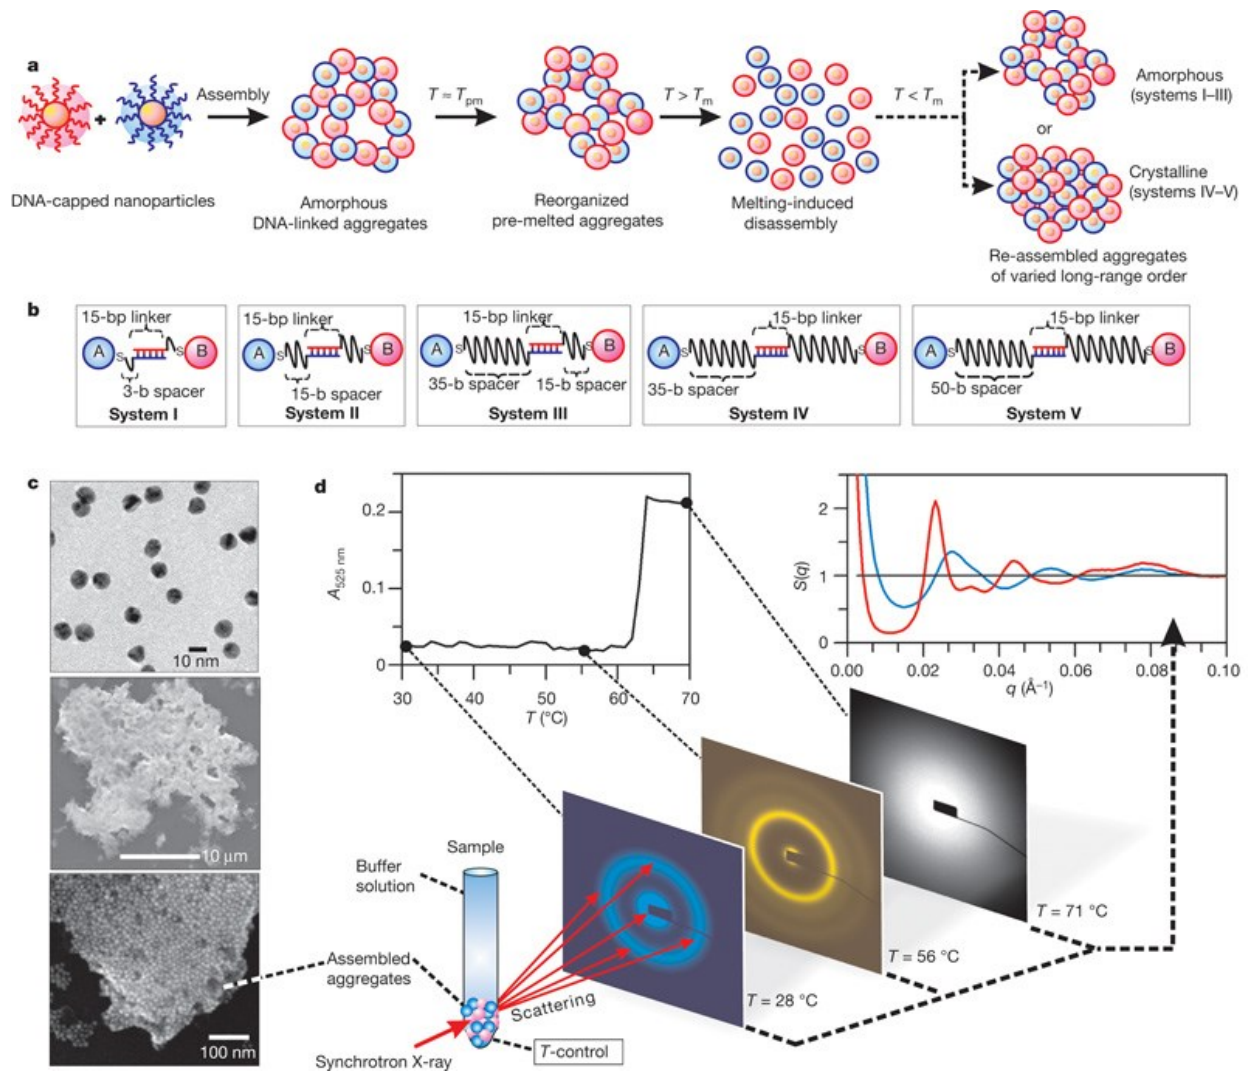 a
Assembly
T ≈ Tpm
T > Tm
T < Tm
DNA-capped nanoparticles
Amorphous
DNA-linked aggregates
Reorganized
pre-melted aggregates
Melting-induced
disassembly
Amorphous
(systems I–III)
or
Crystalline
(systems IV–V)
Re-assembled aggregates
of varied long-range order
b
15-bp linker
A
S
S
B
3-b spacer
System I
15-bp linker
A
S
S
B
15-b spacer
System II
15-bp linker
A
S
S
B
35-b spacer
15-b spacer
System III
15-bp linker
A
S
S
B
35-b spacer
System IV
15-bp linker
A
S
S
B
50-b spacer
System V
c
10 nm
10 μm
100 nm
d
A525 nm
0.2
0.1
0
30 40 50 60 70
T (°C)
S(q)
2
1
0
0.00 0.02 0.04 0.06 0.08 0.10
q (Å–1)
Sample
Buffer
solution
Assembled
aggregates
Synchrotron X-ray
T-control
Scattering
T = 28 °C
T = 56 °C
T = 71 °C